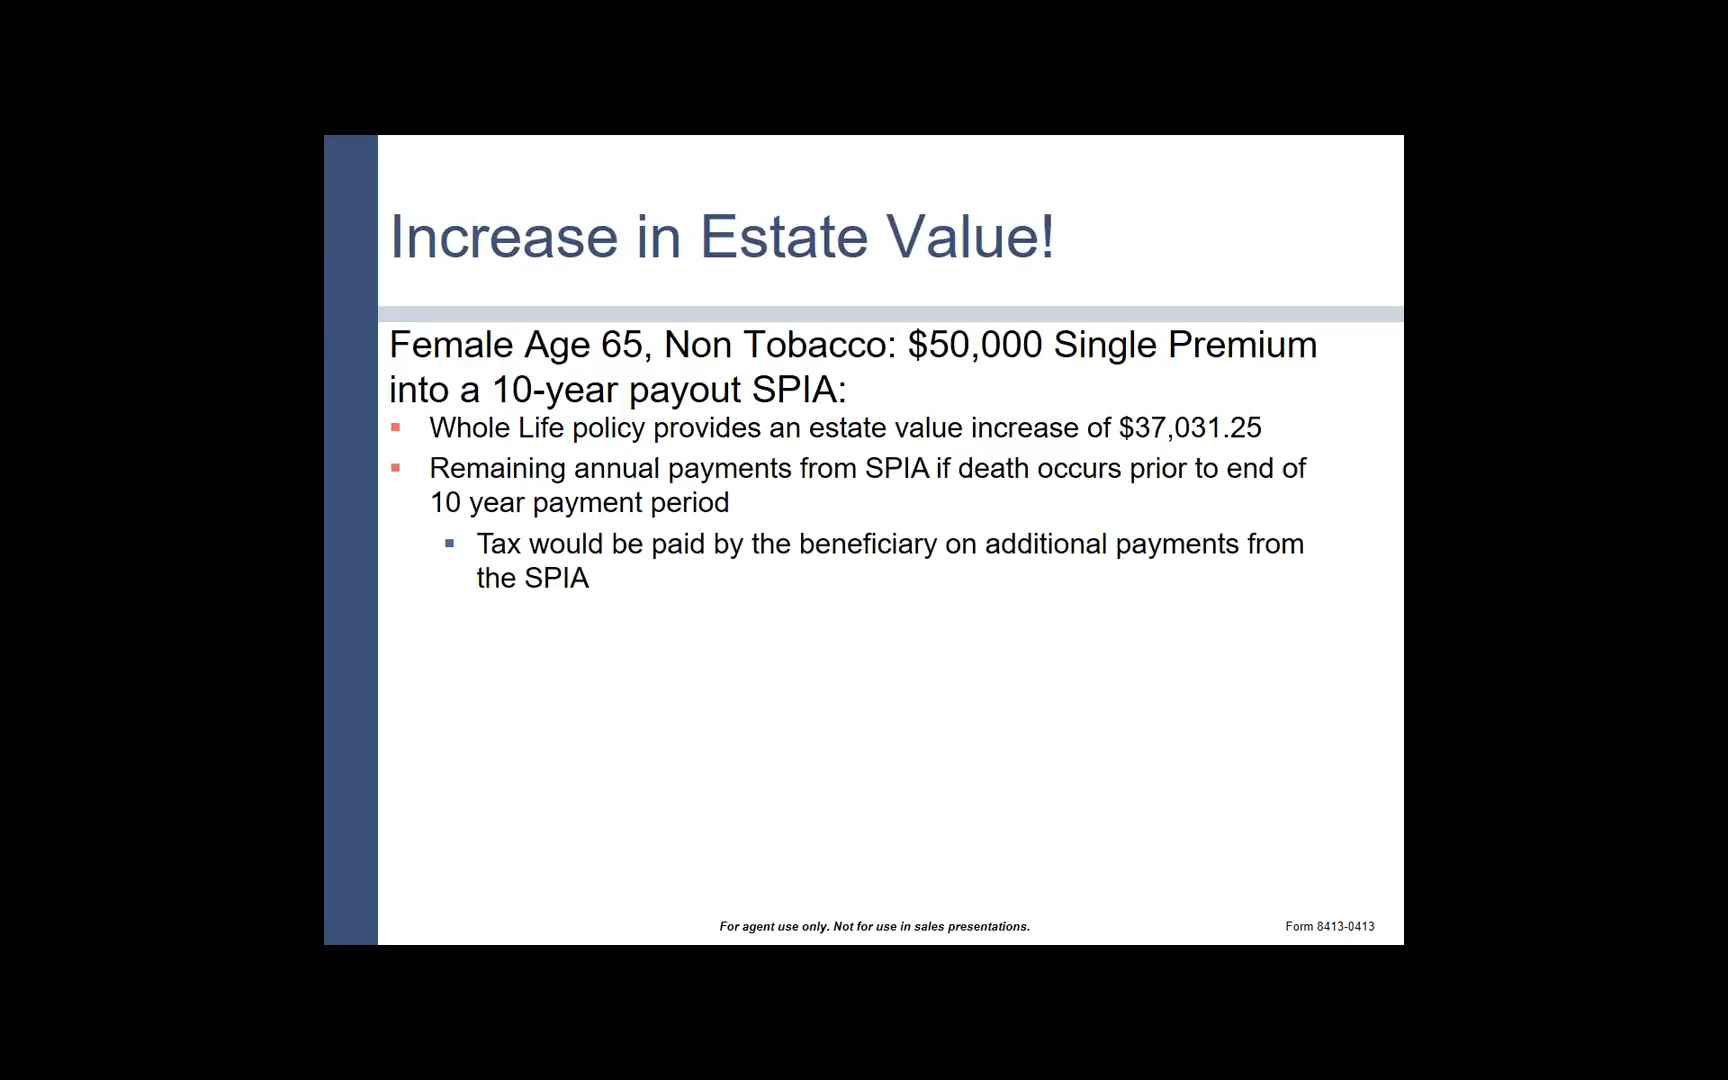 Increase in Estate Value!
Female Age 65, Non Tobacco: $50,000 Single Premium
into a 10-year payout SPIA:
Whole Life policy provides an estate value increase of $37,031.25
Remaining annual payments from SPIA if death occurs prior to end of
10 year payment period
Tax would be paid by the beneficiary on additional payments from
the SPIA
For agent use only. Not for use in sales presentations.
Form 8413-0413